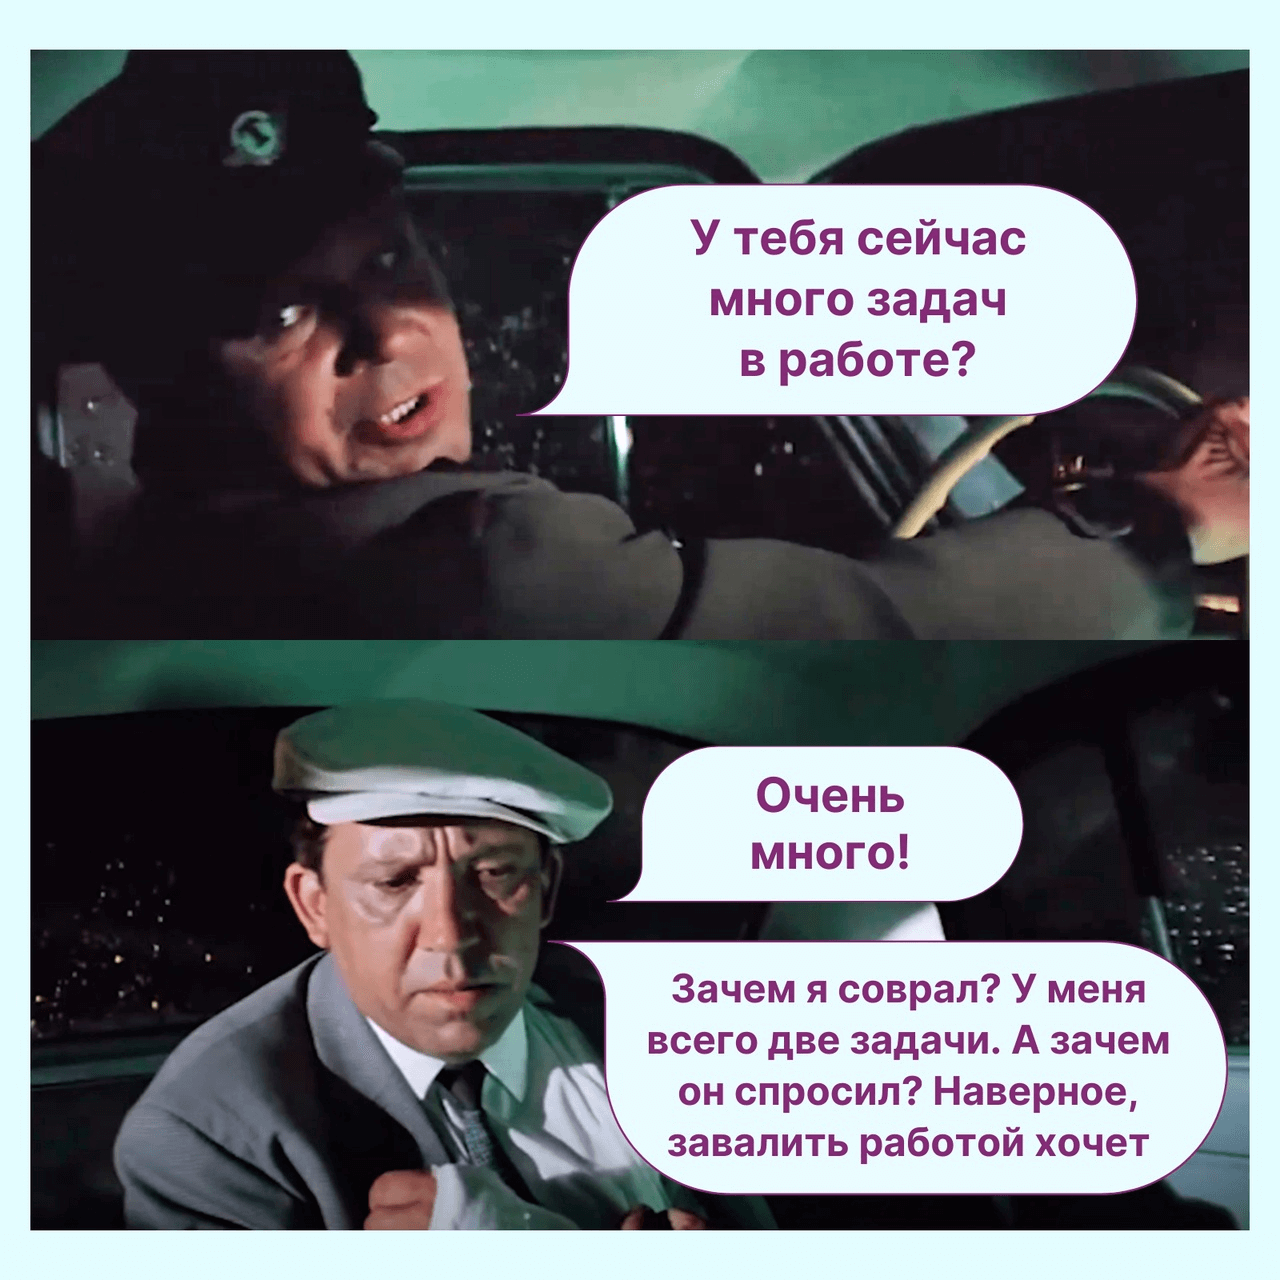 У тебя сейчас
много задач
в работе?
Очень
много!
Зачем я соврал? У меня
всего две задачи. А зачем
он спросил? Наверное,
завалить работой хочет